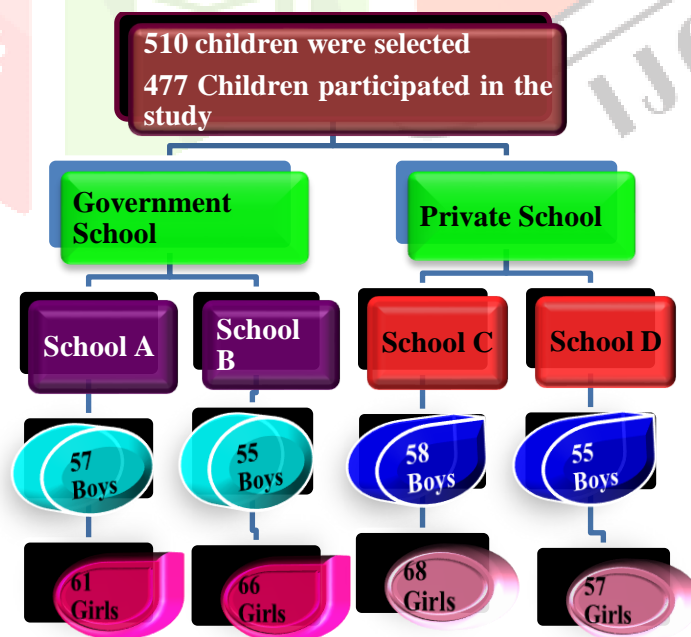 510 children were selected
477 Children participated in the
study
Government
School
Private School
School A
School
B
School C
School D
57
Boys
55
Boys
58
Boys
55
Boys
61
Girls
66
Girls
68
Girls
57
Girls